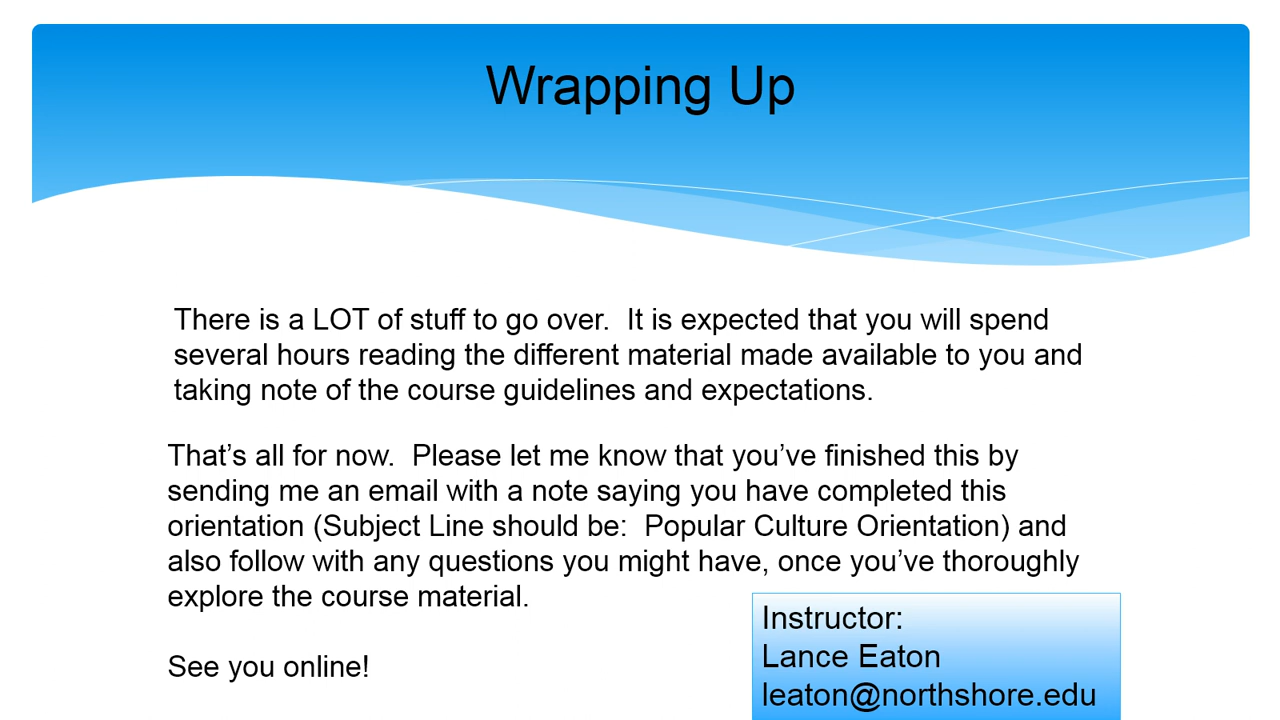 Wrapping Up
There is a LOT of stuff to go over.  It is expected that you will spend
several hours reading the different material made available to you and
taking note of the course guidelines and expectations.
That’s all for now.  Please let me know that you’ve finished this by
sending me an email with a note saying you have completed this
orientation (Subject Line should be:  Popular Culture Orientation) and
also follow with any questions you might have, once you’ve thoroughly
explore the course material.
See you online!
Instructor:
Lance Eaton
leaton@northshore.edu